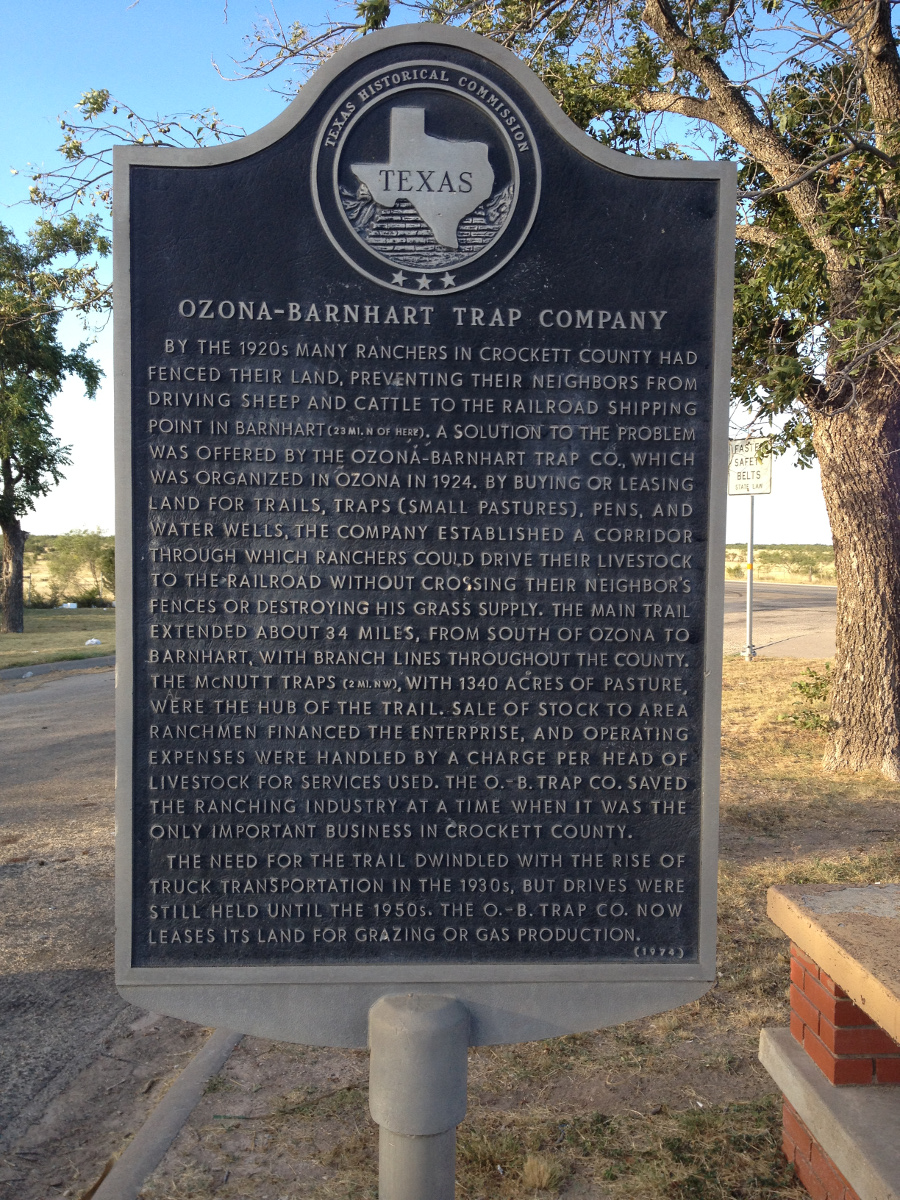 TEXAS HISTORICAL COMMISSION
TEXAS
OZONA-BARNHART TRAP COMPANY
BY THE 1920s MANY RANCHERS IN CROCKETT COUNTY HAD
FENCED THEIR LAND, PREVENTING THEIR NEIGHBORS FROM
DRIVING SHEEP AND CATTLE TO THE RAILROAD SHIPPING
POINT IN BARNHART (23 MI. N OF HERE). A SOLUTION TO THE PROBLEM
WAS OFFERED BY THE OZONA-BARNHART TRAP CO., WHICH
WAS ORGANIZED IN OZONA IN 1924. BY BUYING OR LEASING
LAND FOR TRAILS, TRAPS (SMALL PASTURES), PENS, AND
WATER WELLS, THE COMPANY ESTABLISHED A CORRIDOR
THROUGH WHICH RANCHERS COULD DRIVE THEIR LIVESTOCK
TO THE RAILROAD WITHOUT CROSSING THEIR NEIGHBOR'S
FENCES OR DESTROYING HIS GRASS SUPPLY. THE MAIN TRAIL
EXTENDED ABOUT 34 MILES, FROM SOUTH OF OZONA TO
BARNHART, WITH BRANCH LINES THROUGHOUT THE COUNTY.
THE McNUTT TRAPS (2 MI. NW), WITH 1340 ACRES OF PASTURE,
WERE THE HUB OF THE TRAIL. SALE OF STOCK TO AREA
RANCHMEN FINANCED THE ENTERPRISE, AND OPERATING
EXPENSES WERE HANDLED BY A CHARGE PER HEAD OF
LIVESTOCK FOR SERVICES USED. THE O.-B. TRAP CO. SAVED
THE RANCHING INDUSTRY AT A TIME WHEN IT WAS THE
ONLY IMPORTANT BUSINESS IN CROCKETT COUNTY.
THE NEED FOR THE TRAIL DWINDLED WITH THE RISE OF
TRUCK TRANSPORTATION IN THE 1930s, BUT DRIVES WERE
STILL HELD UNTIL THE 1950s. THE O.-B. TRAP CO. NOW
LEASES ITS LAND FOR GRAZING OR GAS PRODUCTION.
(1974)
SAFETY
BELTS
STATE LAW